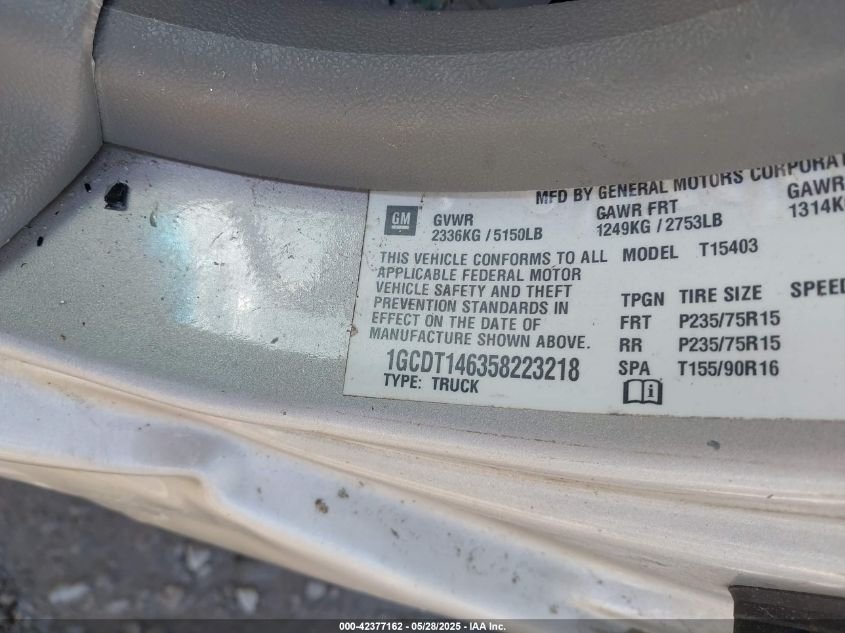 MFD BY GENERAL MOTORS
GM GVWR GAWR FRT GAWR
2336KG / 5150LB 1249KG / 2753LB
THIS VEHICLE CONFORMS TO ALL MODEL T15403
APPLICABLE FEDERAL MOTOR
VEHICLE SAFETY AND THEFT
PREVENTION STANDARDS IN
EFFECT ON THE DATE OF
MANUFACTURE SHOWN ABOVE.
TPGN TIRE SIZE SPEED
FRT P235/75R15
RR P235/75R15
SPA T155/90R16
1GCDT146358223218
TYPE: TRUCK
000-42377162 - 05/28/2025 - IAA Inc.